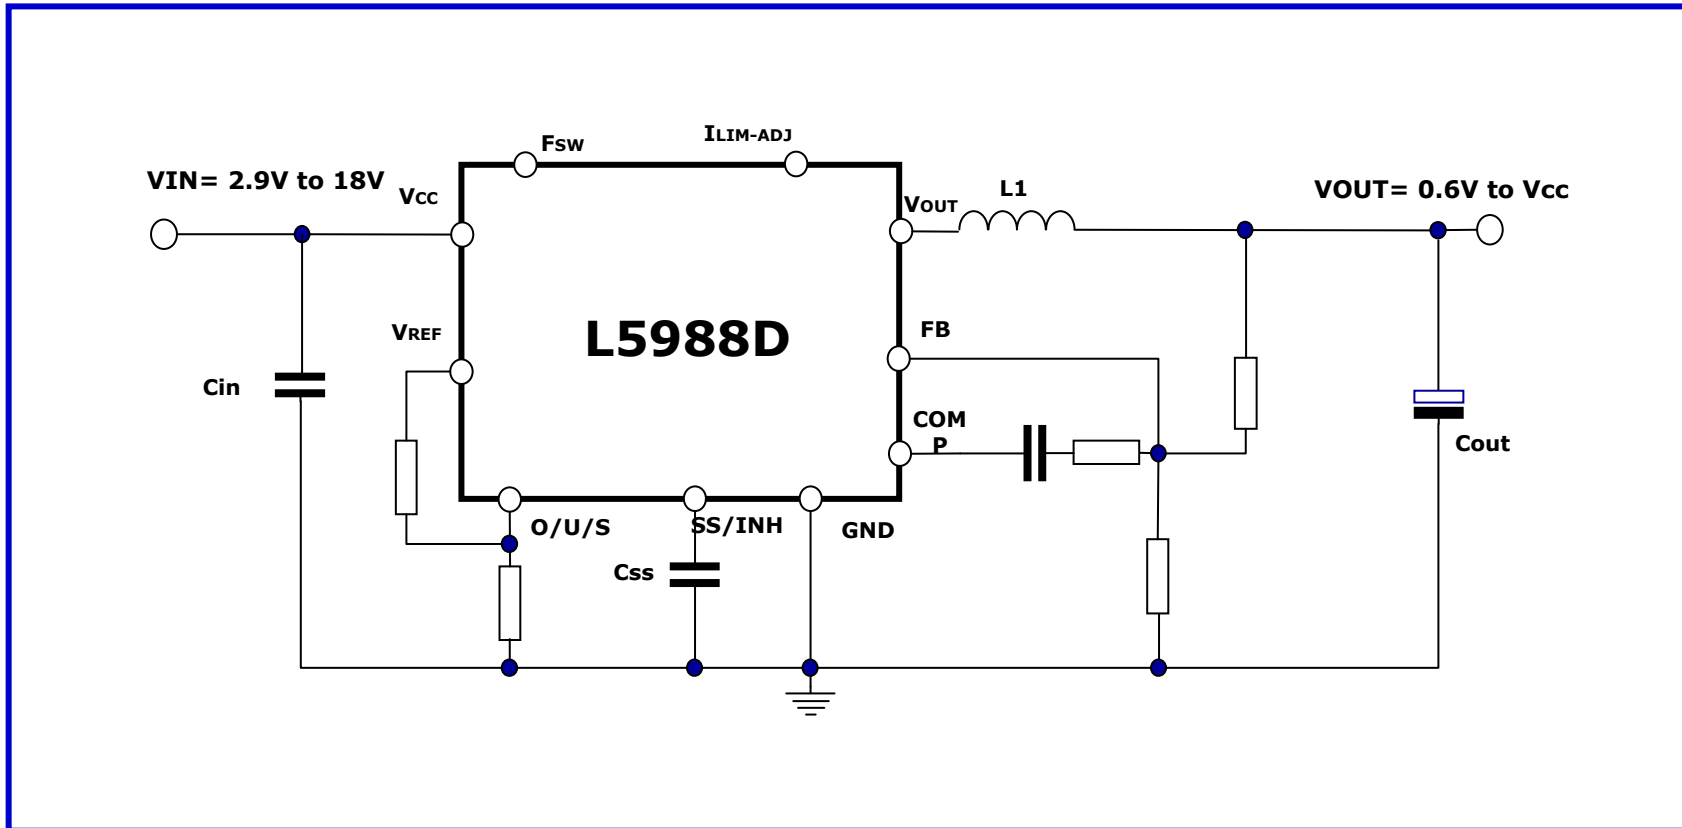 FSW
ILIM-ADJ
VIN= 2.9V to 18V
VCC
VOUT
L1
VOUT= 0.6V to Vcc
VREF
L5988D
FB
Cin
COM
P
Cout
O/U/S
SS/INH
GND
Css